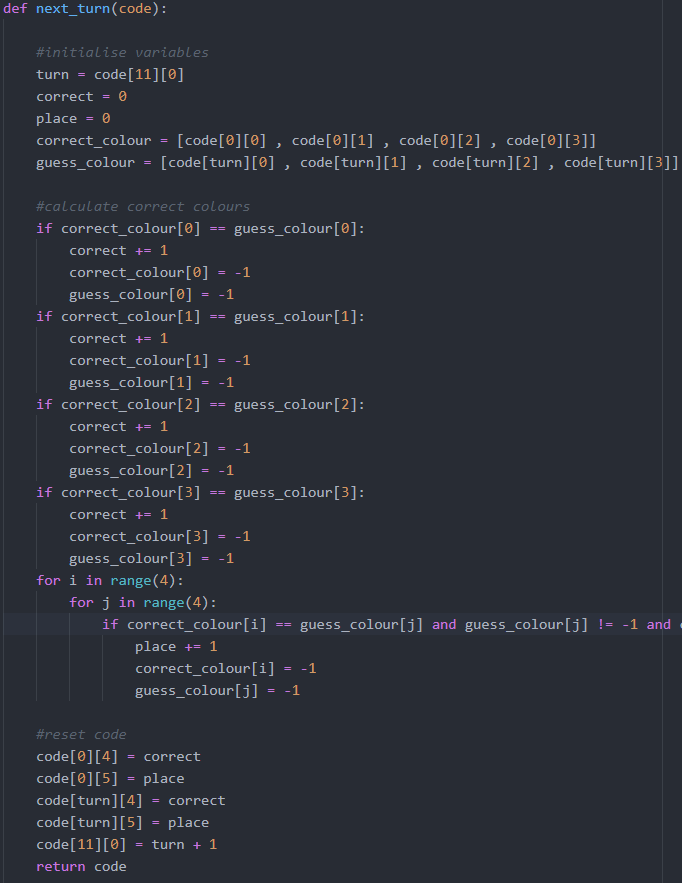 def next_turn(code):
#initialise variables
turn = code[11][0]
correct = 0
place = 0
correct_colour = [code[0][0] , code[0][1] , code[0][2] , code[0][3]]
guess_colour = [code[turn][0] , code[turn][1] , code[turn][2] , code[turn][3]]
#calculate correct colours
if correct_colour[0] == guess_colour[0]:
correct += 1
correct_colour[0] = -1
guess_colour[0] = -1
if correct_colour[1] == guess_colour[1]:
correct += 1
correct_colour[1] = -1
guess_colour[1] = -1
if correct_colour[2] == guess_colour[2]:
correct += 1
correct_colour[2] = -1
guess_colour[2] = -1
if correct_colour[3] == guess_colour[3]:
correct += 1
correct_colour[3] = -1
guess_colour[3] = -1
for i in range(4):
for j in range(4):
if correct_colour[i] == guess_colour[j] and guess_colour[j] != -1 and
place += 1
correct_colour[i] = -1
guess_colour[j] = -1
#reset code
code[0][4] = correct
code[0][5] = place
code[turn][4] = correct
code[turn][5] = place
code[11][0] = turn + 1
return code